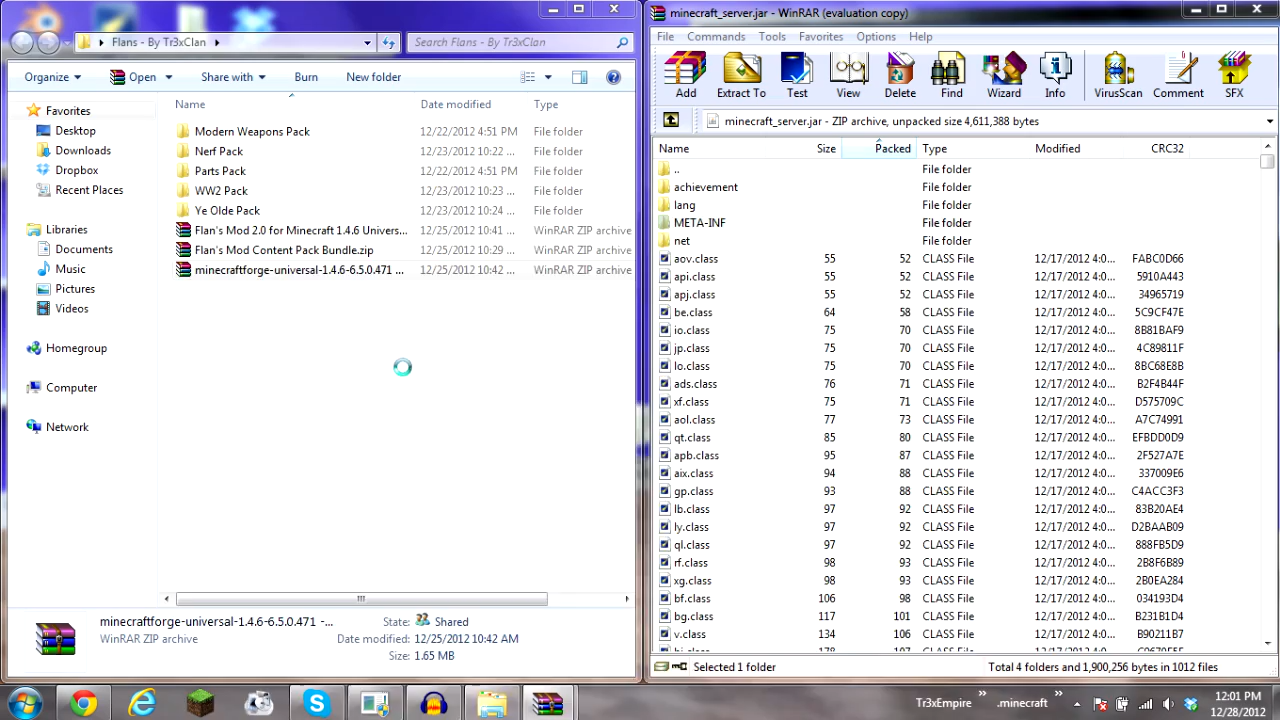 Flans - By Tr3xClan
Search Flans - By Tr3xClan
Organize Open Share with Burn New folder
Name Date modified Type
Favorites
Desktop
Downloads
Dropbox
Recent Places
Libraries
Documents
Music
Pictures
Videos
Homegroup
Computer
Network
Modern Weapons Pack 12/22/2012 4:51 PM File folder
Nerf Pack 12/23/2012 10:22 ... File folder
Parts Pack 12/22/2012 4:51 PM File folder
WW2 Pack 12/23/2012 10:23 ... File folder
Ye Olde Pack 12/23/2012 10:24 ... File folder
Flan's Mod 2.0 for Minecraft 1.4.6 Univers... 12/25/2012 10:41 ... WinRAR ZIP archive
Flan's Mod Content Pack Bundle.zip 12/25/2012 10:29 ... WinRAR ZIP archive
minecraftforge-universal-1.4.6-6.5.0.471 ... 12/25/2012 10:42 ... WinRAR ZIP archive
minecraftforge-universal-1.4.6-6.5.0.471 -... State: Shared
WinRAR ZIP archive Date modified: 12/25/2012 10:42 AM
Size: 1.65 MB
minecraft_server.jar - WinRAR (evaluation copy)
File Commands Tools Favorites Options Help
Add Extract To Test View Delete Find Wizard Info VirusScan Comment SFX
minecraft_server.jar - ZIP archive, unpacked size 4,611,388 bytes
Name Size Packed Type Modified CRC32
.. File folder
achievement File folder
lang File folder
META-INF File folder
net File folder
aov.class 55 52 CLASS File 12/17/2012 4:0... FABC0D66
api.class 55 52 CLASS File 12/17/2012 4:0... 5910A443
apj.class 55 52 CLASS File 12/17/2012 4:0... 34965719
be.class 64 58 CLASS File 12/17/2012 4:0... 5C9CF47E
io.class 75 70 CLASS File 12/17/2012 4:0... 8B81BAF9
jp.class 75 70 CLASS File 12/17/2012 4:0... 4C89811F
lo.class 75 70 CLASS File 12/17/2012 4:0... 8BC68E8B
ads.class 76 71 CLASS File 12/17/2012 4:0... B2F4B44F
xf.class 75 71 CLASS File 12/17/2012 4:0... D575709C
aol.class 77 73 CLASS File 12/17/2012 4:0... A7C74991
qt.class 85 80 CLASS File 12/17/2012 4:0... EFBDD0D9
apb.class 95 87 CLASS File 12/17/2012 4:0... 2F527A7E
aix.class 94 88 CLASS File 12/17/2012 4:0... 337009E6
gp.class 93 88 CLASS File 12/17/2012 4:0... C4ACC3F3
lb.class 97 92 CLASS File 12/17/2012 4:0... 83B20AE4
ly.class 97 92 CLASS File 12/17/2012 4:0... D2BAAB09
ql.class 97 92 CLASS File 12/17/2012 4:0... 888FB5D9
rf.class 98 93 CLASS File 12/17/2012 4:0... 2B8F6B89
xg.class 98 93 CLASS File 12/17/2012 4:0... 2B0EA284
bf.class 106 98 CLASS File 12/17/2012 4:0... 034193D4
bg.class 117 101 CLASS File 12/17/2012 4:0... B231B1D4
v.class 134 106 CLASS File 12/17/2012 4:0... B90211B7
Selected 1 folder Total 4 folders and 1,900,256 bytes in 1012 files
Tr3xEmpire .minecraft 12:01 PM
12/28/2012